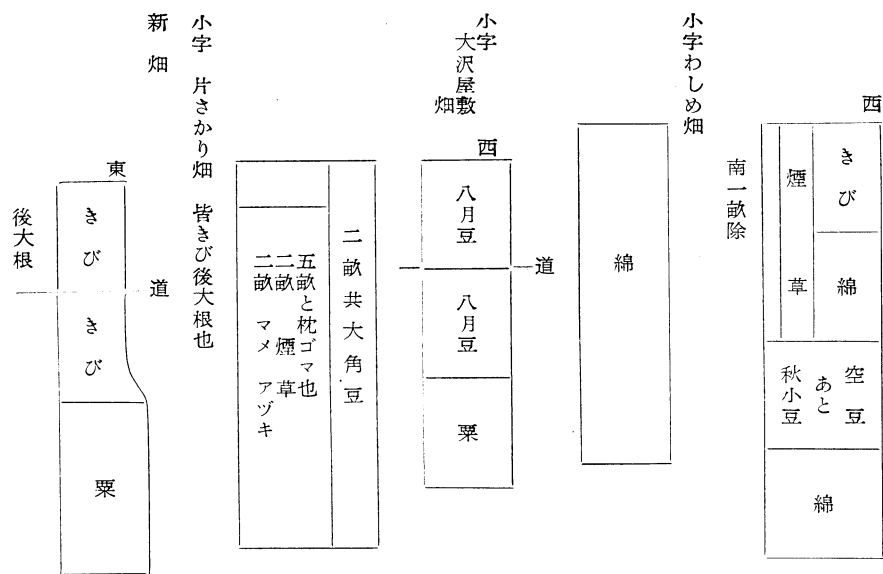 西
きび
綿
煙草
空豆
あと
秋小豆
綿
南一畝除
小字わしめ畑
綿
小字
大沢屋敷
畑
西
八月豆
道
八月豆
粟
二畝共大角豆
五畝と枕ゴマ也
二畝 煙草
二畝 マメ アヅキ
小字 片さかり畑 皆きび後大根也
新畑
東
きび
道
きび
後大根
粟